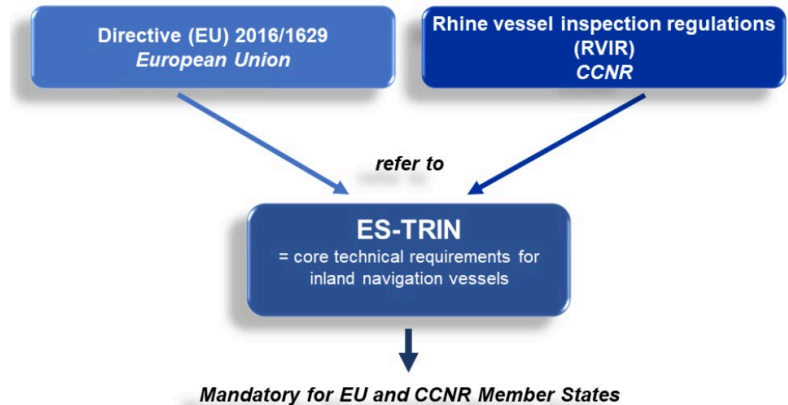 Directive (EU) 2016/1629
European Union
Rhine vessel inspection regulations
(RVIR)
CCNR
refer to
ES-TRIN
= core technical requirements for
inland navigation vessels
Mandatory for EU and CCNR Member States